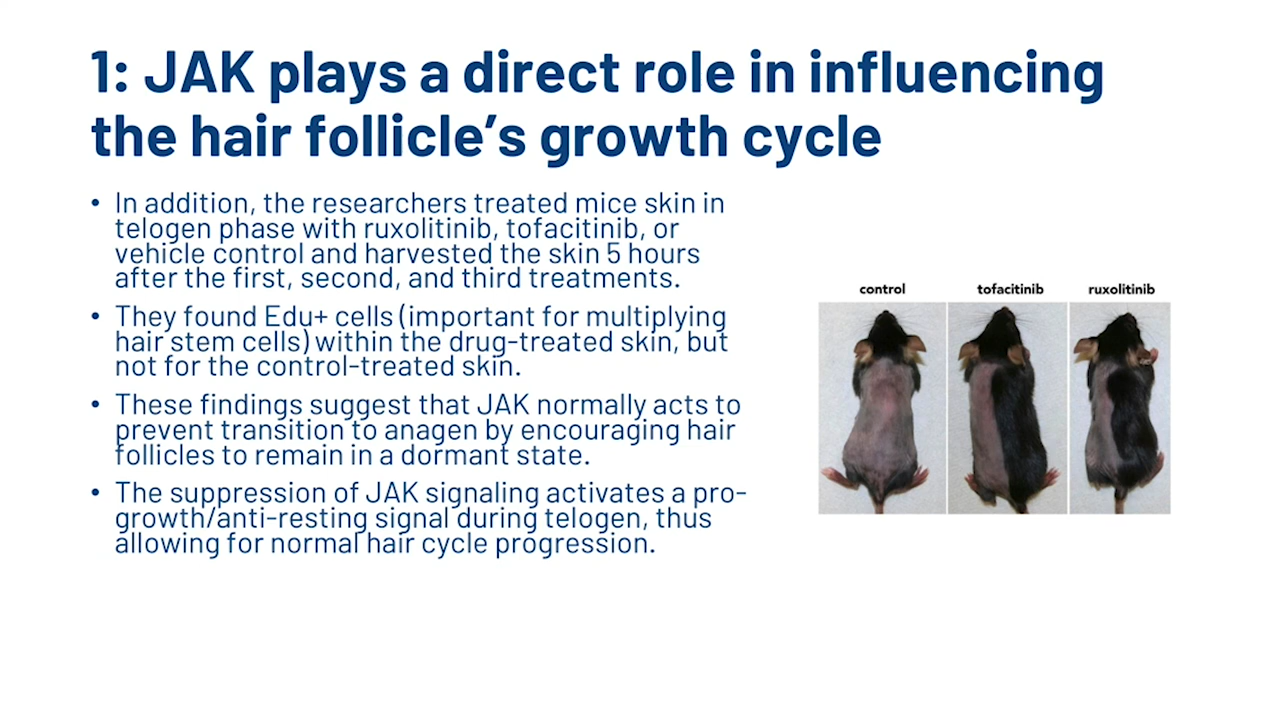 1: JAK plays a direct role in influencing
the hair follicle's growth cycle
• In addition, the researchers treated mice skin in
telogen phase with ruxolitinib, tofacitinib, or
vehicle control and harvested the skin 5 hours
after the first, second, and third treatments.
• They found Edu+ cells (important for multiplying
hair stem cells) within the drug-treated skin, but
not for the control-treated skin.
• These findings suggest that JAK normally acts to
prevent transition to anagen by encouraging hair
follicles to remain in a dormant state.
• The suppression of JAK signaling activates a pro-
growth/anti-resting signal during telogen, thus
allowing for normal hair cycle progression.
control tofacitinib ruxolitinib